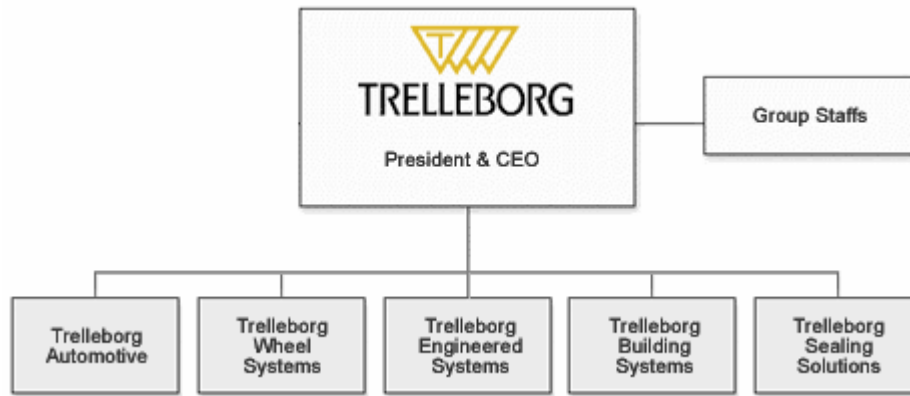 T
TRELLEBORG
President & CEO
Group Staffs
Trelleborg
Automotive
Trelleborg
Wheel
Systems
Trelleborg
Engineered
Systems
Trelleborg
Building
Systems
Trelleborg
Sealing
Solutions